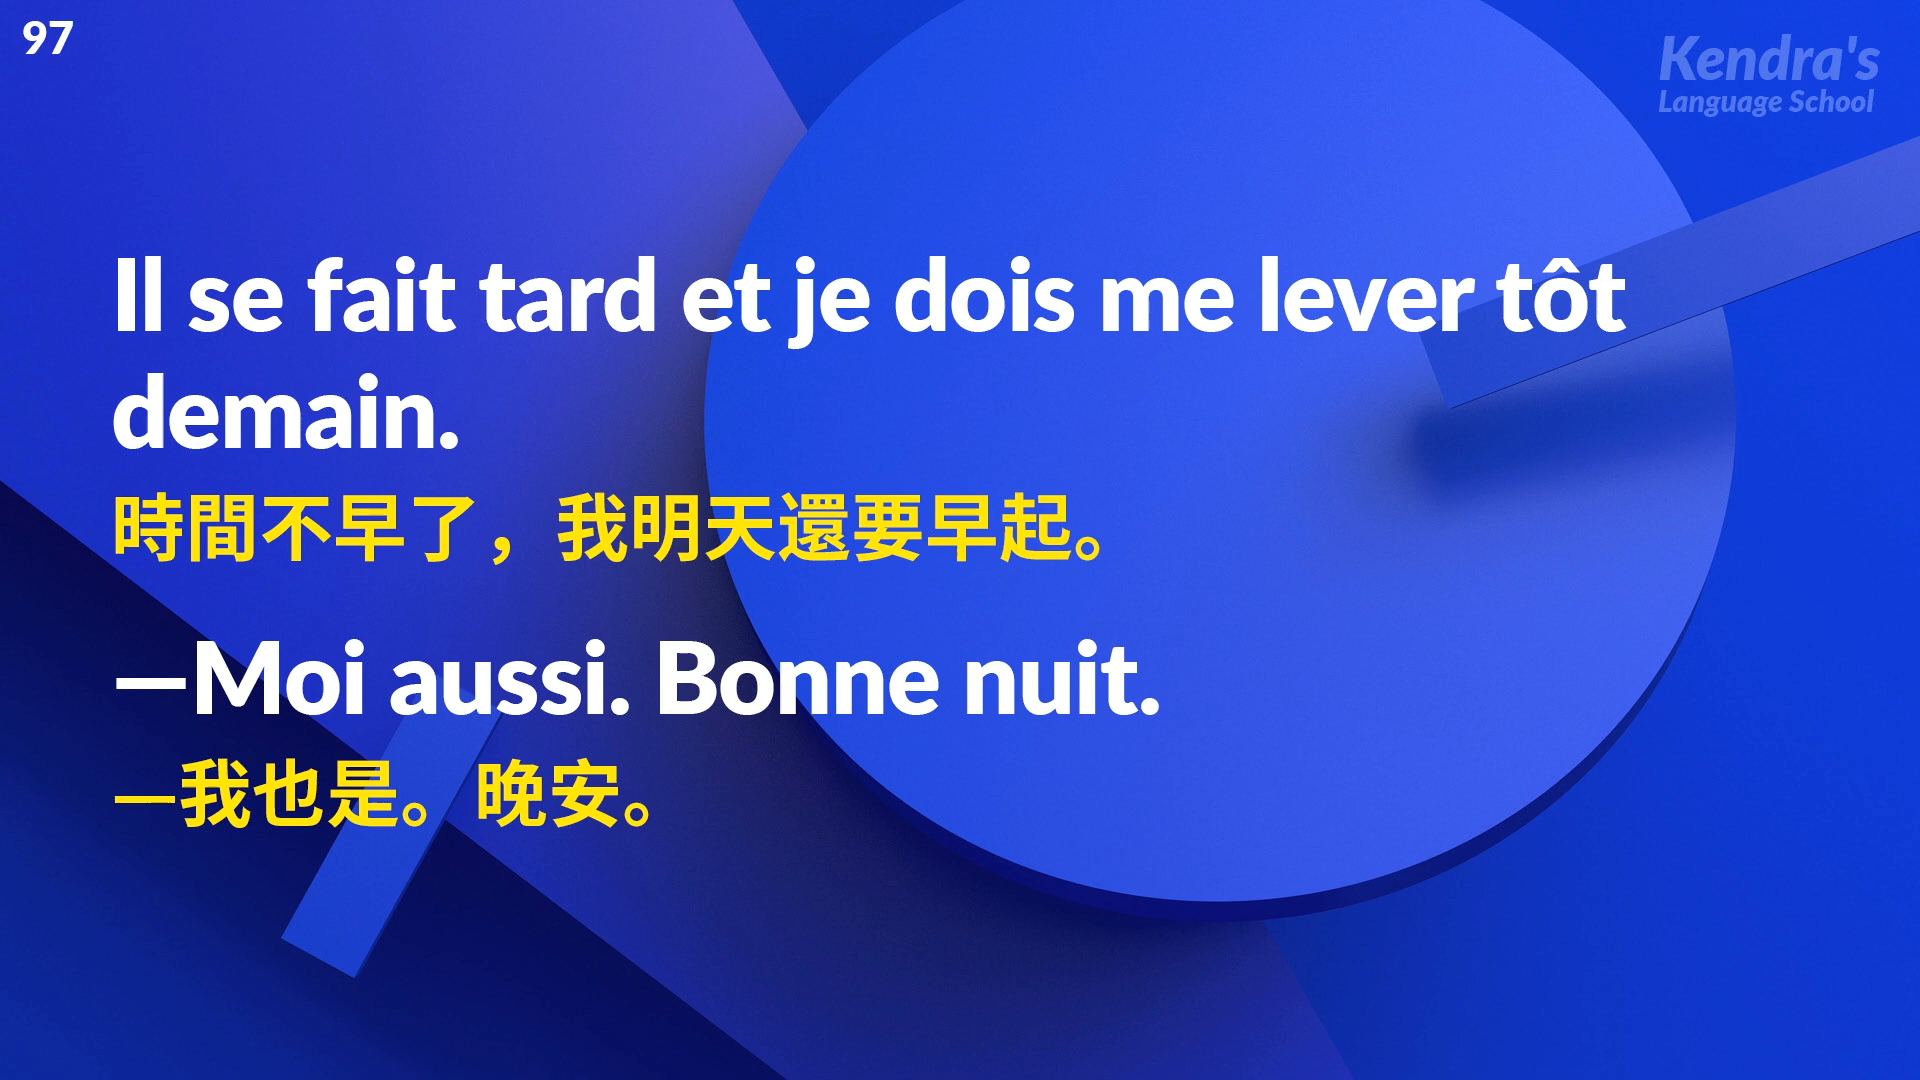 97
Kendra's
Language School
Il se fait tard et je dois me lever tôt
demain.
時間不早了，我明天還要早起。
—Moi aussi. Bonne nuit.
—我也是。晚安。